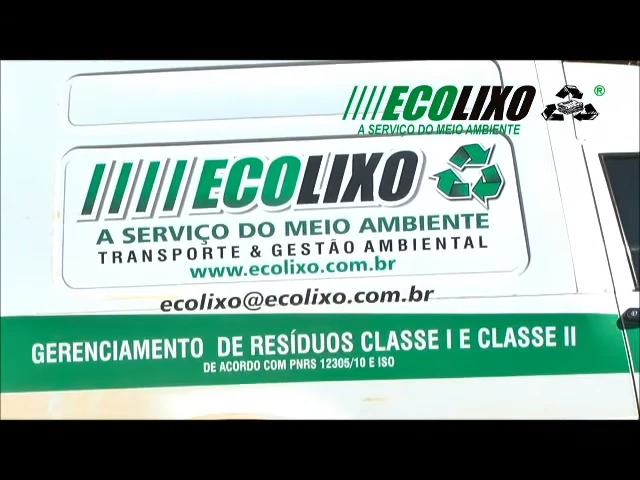 ECOLIXO ®
A SERVIÇO DO MEIO AMBIENTE
ECOLIXO
A SERVIÇO DO MEIO AMBIENTE
TRANSPORTE & GESTÃO AMBIENTAL
www.ecolixo.com.br
ecolixo@ecolixo.com.br
GERENCIAMENTO DE RESÍDUOS CLASSE I E CLASSE II
DE ACORDO COM PNRS 12305/10 E ISO